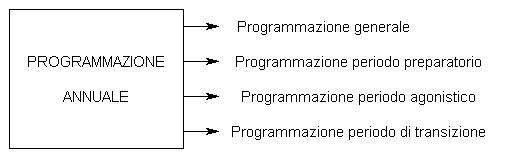 PROGRAMMAZIONE
ANNUALE
Programmazione generale
Programmazione periodo preparatorio
Programmazione periodo agonistico
Programmazione periodo di transizione